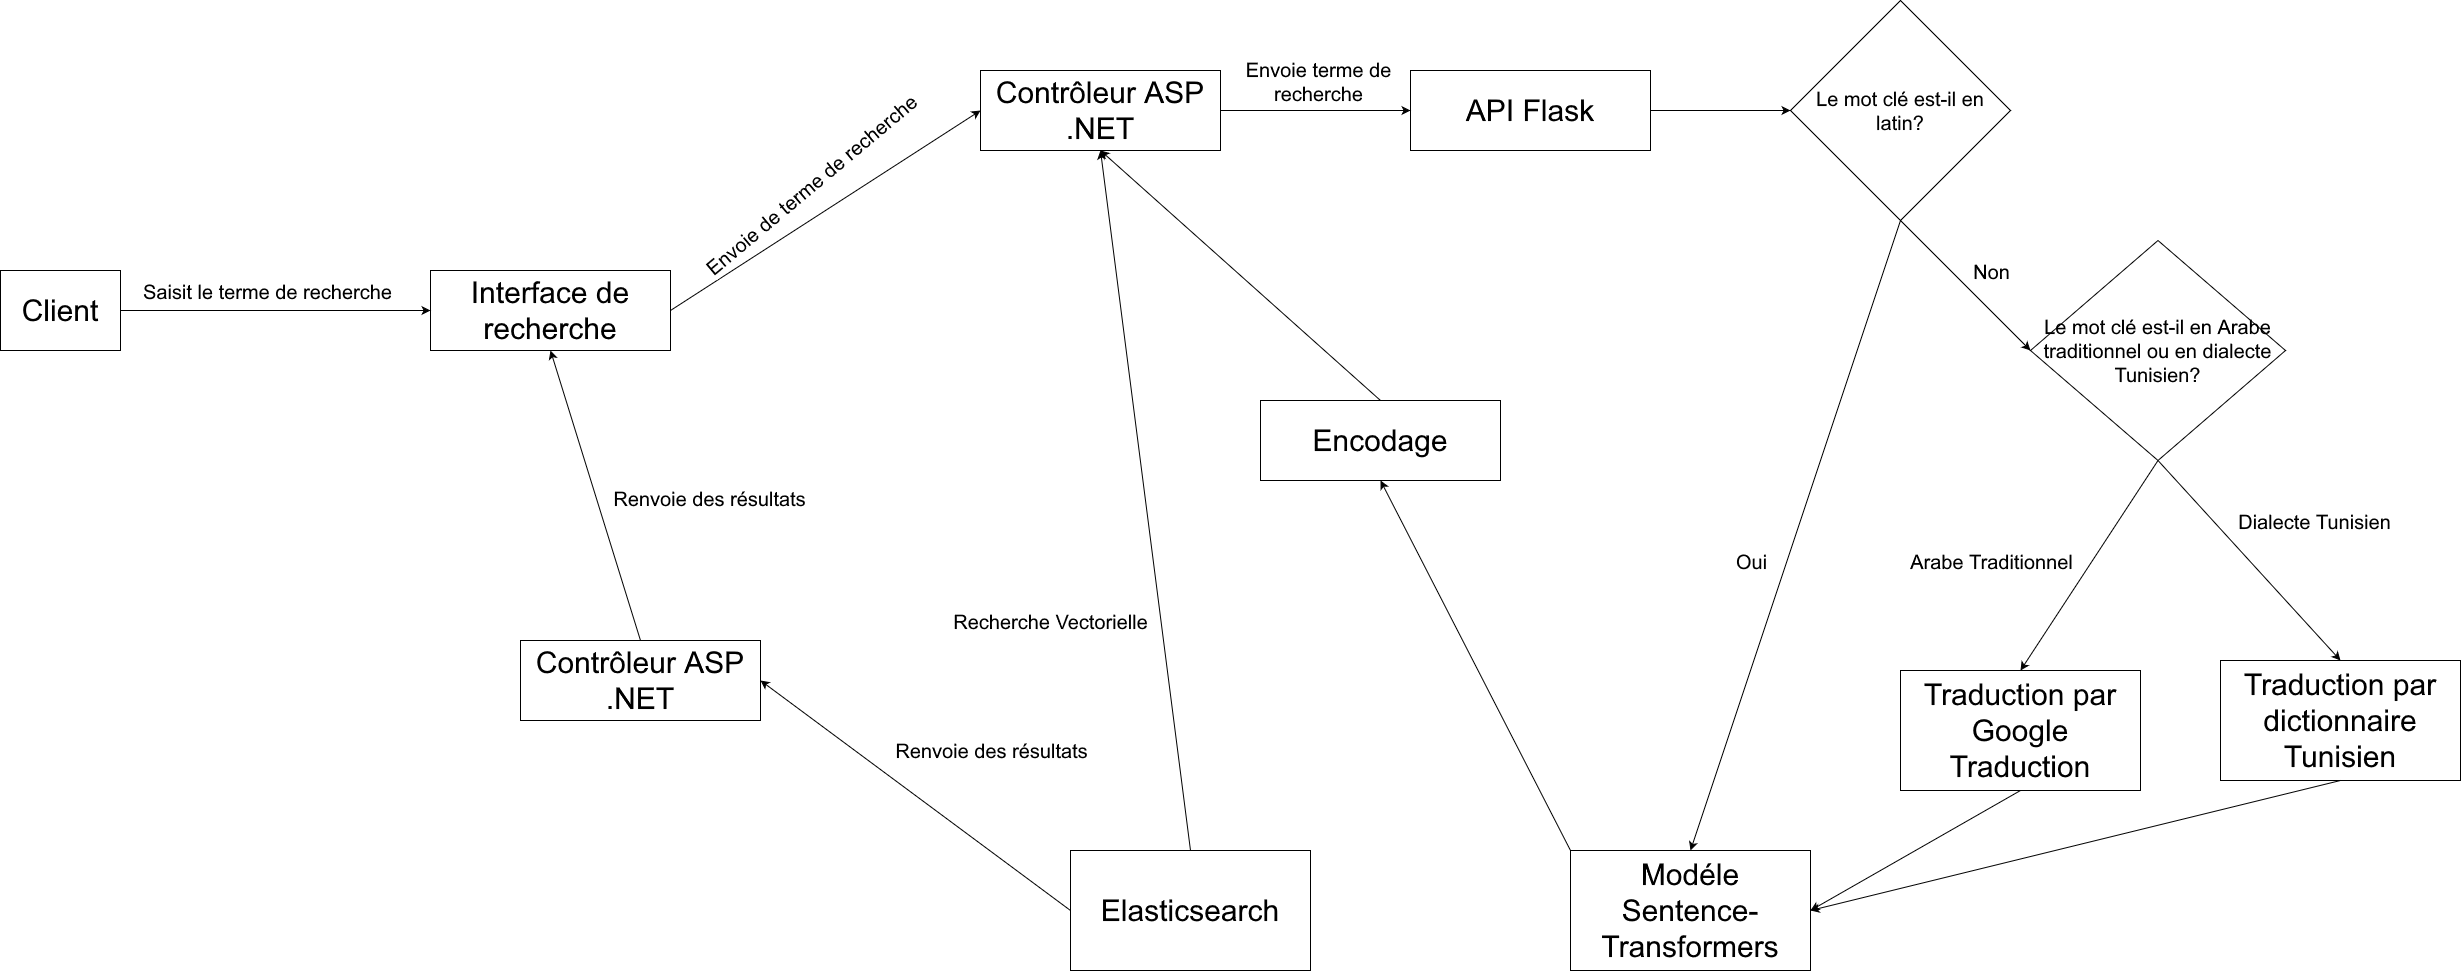 Contrôleur ASP
.NET
Envoie terme de
recherche
API Flask
Le mot clé est-il en
latin?
Envoie de terme de recherche
Client
Saisit le terme de recherche
Interface de
recherche
Non
Le mot clé est-il en Arabe
traditionnel ou en dialecte
Tunisien?
Encodage
Renvoie des résultats
Dialecte Tunisien
Oui
Arabe Traditionnel
Recherche Vectorielle
Contrôleur ASP
.NET
Renvoie des résultats
Traduction par
Google
Traduction
Traduction par
dictionnaire
Tunisien
Elasticsearch
Modéle
Sentence-
Transformers